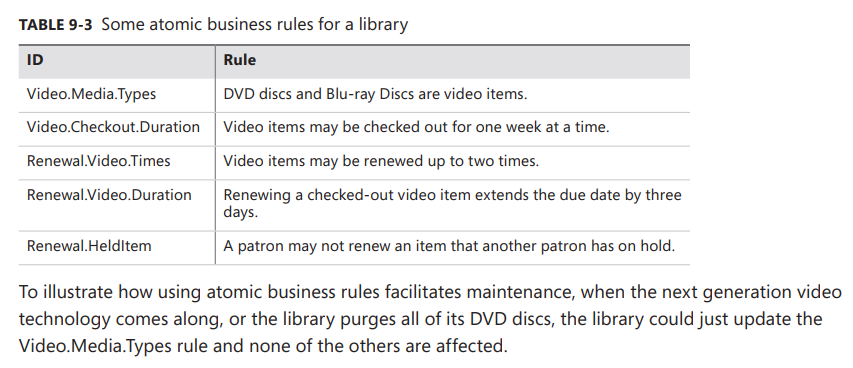 TABLE 9-3 Some atomic business rules for a library
ID Rule
Video.Media.Types DVD discs and Blu-ray Discs are video items.
Video.Checkout.Duration Video items may be checked out for one week at a time.
Renewal.Video.Times Video items may be renewed up to two times.
Renewal.Video.Duration Renewing a checked-out video item extends the due date by three
days.
Renewal.HeldItem A patron may not renew an item that another patron has on hold.
To illustrate how using atomic business rules facilitates maintenance, when the next generation video
technology comes along, or the library purges all of its DVD discs, the library could just update the
Video.Media.Types rule and none of the others are affected.